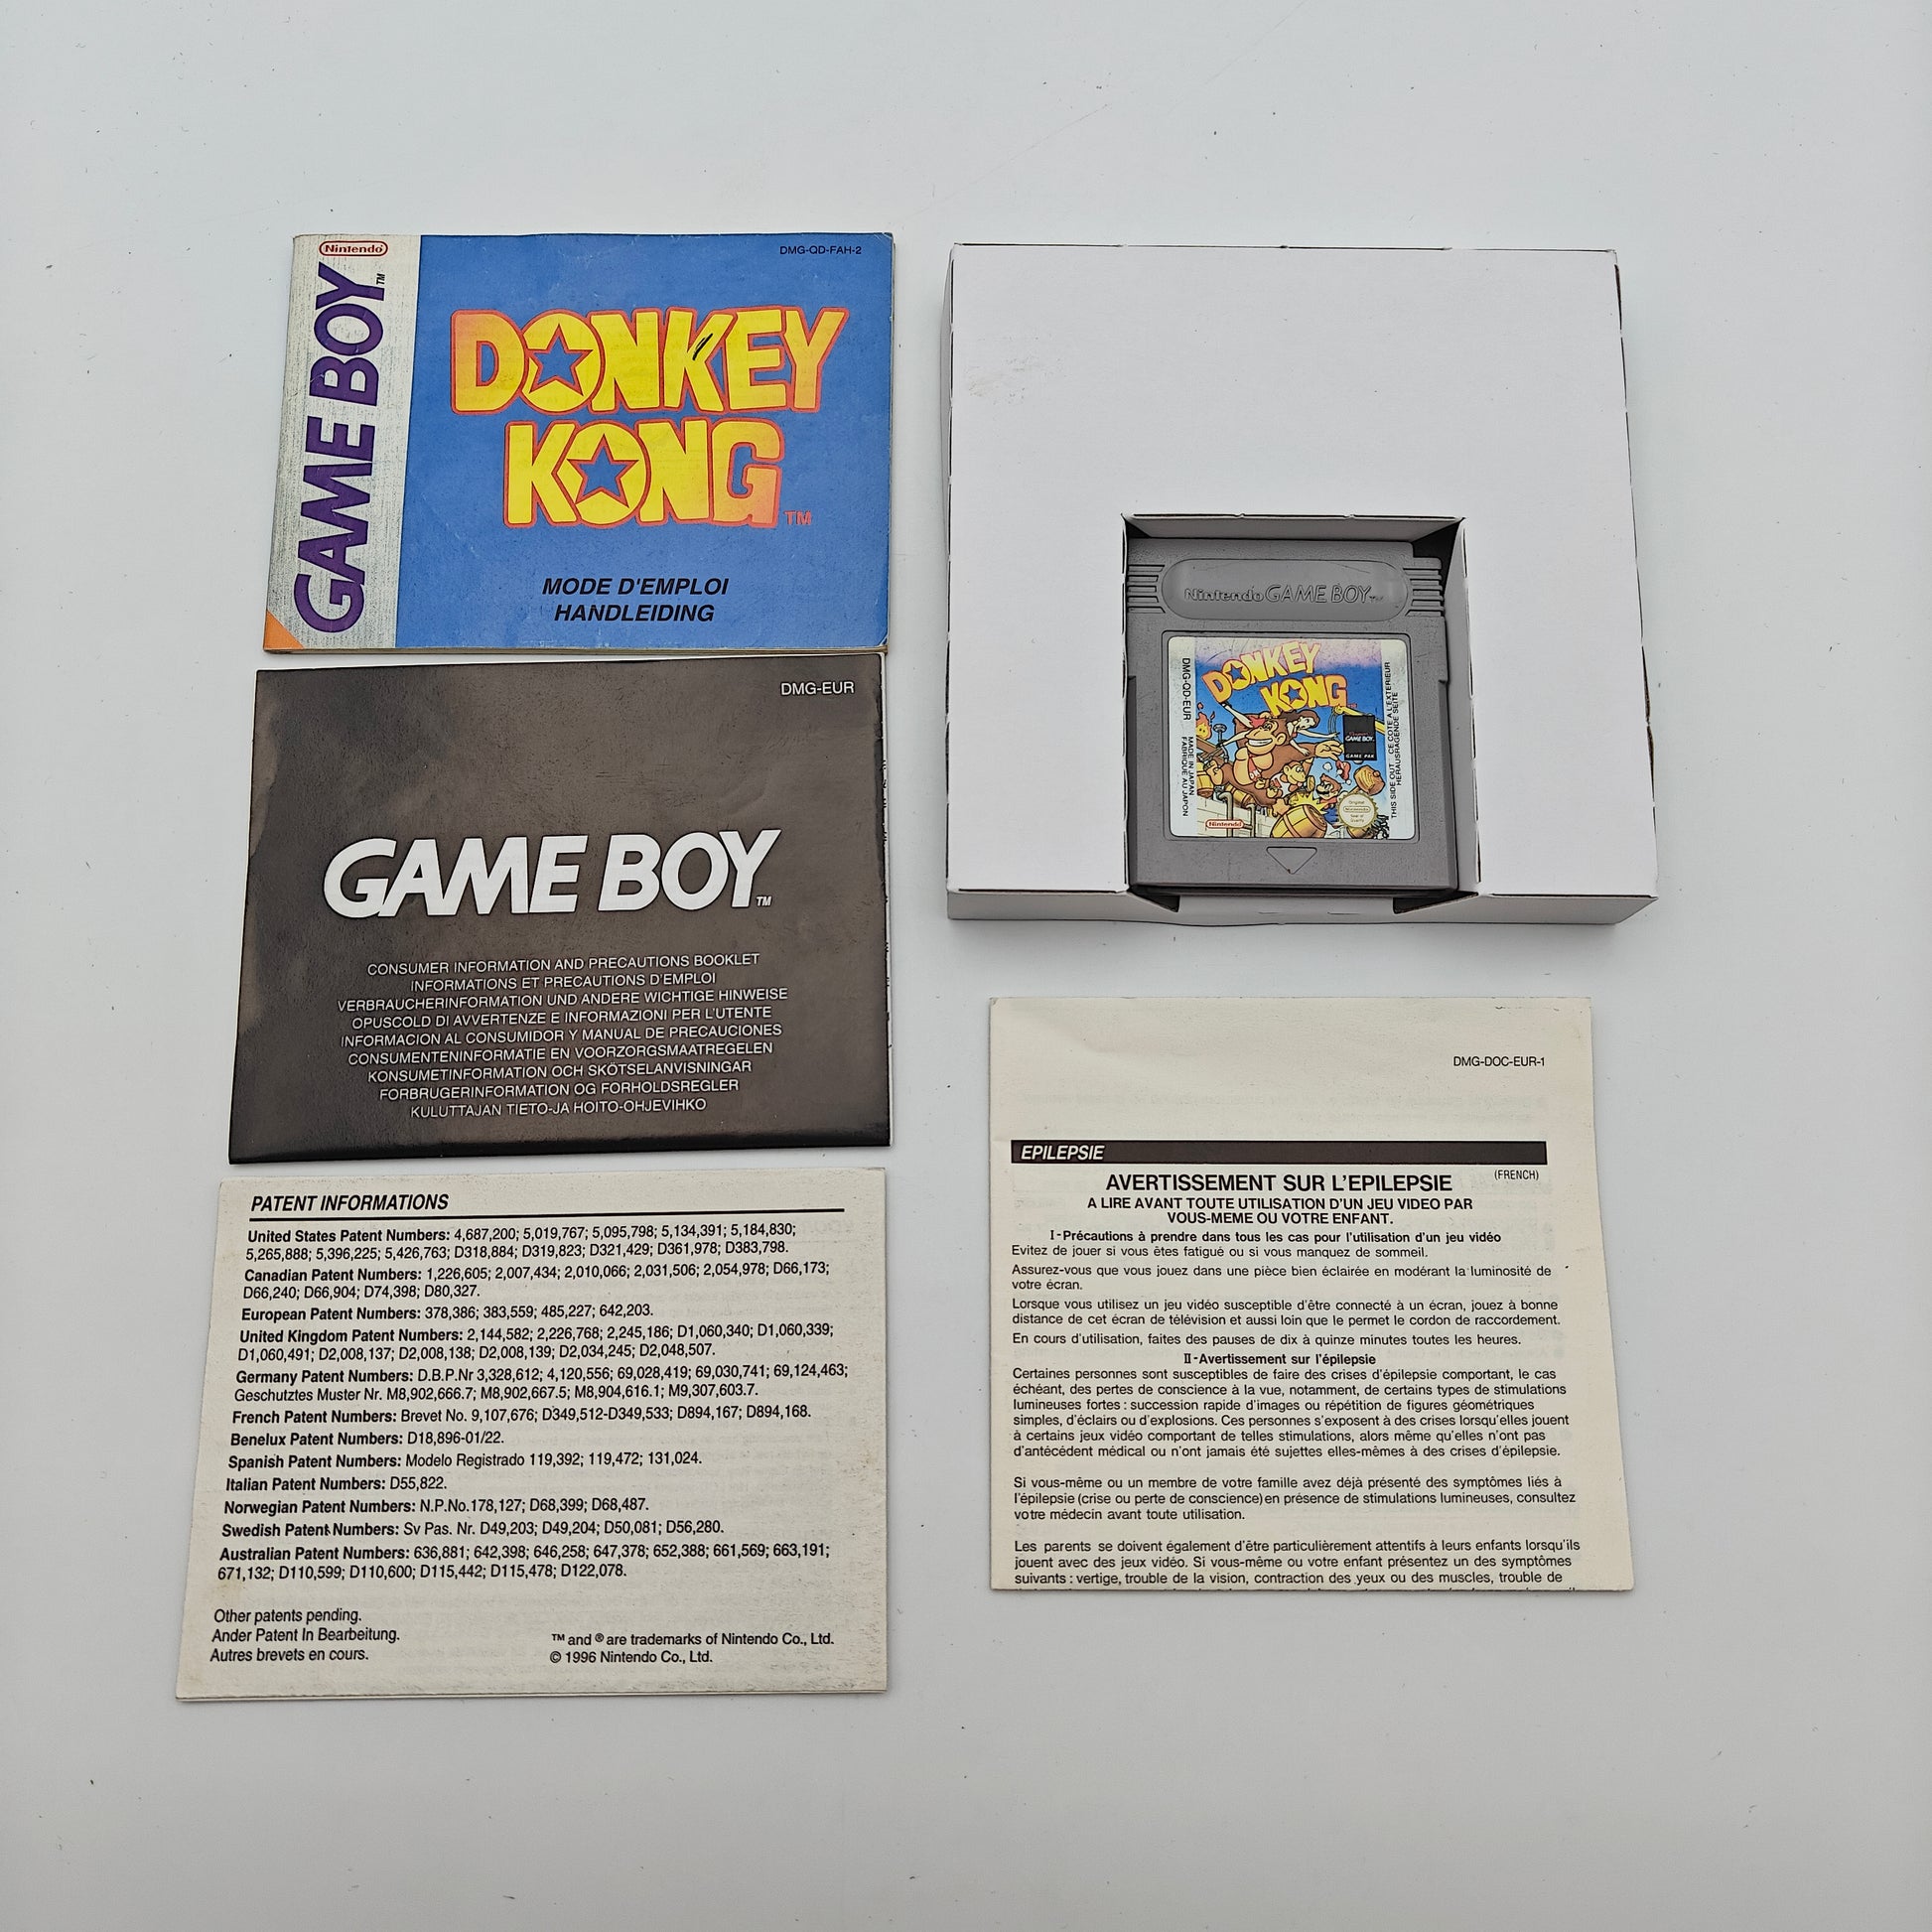 Nintendo
GAME BOY™
DMG-QD-FAH-2
DONKEY
KONG™
MODE D'EMPLOI
HANDLEIDING
DMG-EUR
GAME BOY™
CONSUMER INFORMATION AND PRECAUTIONS BOOKLET
INFORMATIONS ET PRECAUTIONS D'EMPLOI
VERBRAUCHERINFORMATION UND ANDERE WICHTIGE HINWEISE
OPUSCOLD DI AVVERTENZE E INFORMAZIONI PER L'UTENTE
INFORMACION AL CONSUMIDOR Y MANUAL DE PRECAUCIONES
CONSUMENTENINFORMATIE EN VOORZORGSMAATREGELEN
KONSUMETINFORMATION OCH SKÖTSELANVISNINGAR
FORBRUGERINFORMATION OG FORHOLDSREGLER
KULUTTAJAN TIETO-JA HOITO-OHJEVIHKO
PATENT INFORMATIONS
United States Patent Numbers: 4,687,200; 5,019,767; 5,095,798; 5,134,391; 5,184,830;
5,265,888; 5,396,225; 5,426,763; D318,884; D319,823; D321,429; D361,978; D383,798.
Canadian Patent Numbers: 1,226,605; 2,007,434; 2,010,066; 2,031,506; 2,054,978; D66,173;
D66,240; D66,904; D74,398; D80,327.
European Patent Numbers: 378,386; 383,559; 485,227; 642,203.
United Kingdom Patent Numbers: 2,144,582; 2,226,768; 2,245,186; D1,060,340; D1,060,339;
D1,060,491; D2,008,137; D2,008,138; D2,008,139; D2,034,245; D2,048,507.
Germany Patent Numbers: D.B.P.Nr 3,328,612; 4,120,556; 69,028,419; 69,030,741; 69,124,463;
Geschutztes Muster Nr. M8,902,666.7; M8,902,667.5; M8,904,616.1; M9,307,603.7.
French Patent Numbers: Brevet No. 9,107,676; D349,512-D349,533; D894,167; D894,168.
Benelux Patent Numbers: D18,896-01/22.
Spanish Patent Numbers: Modelo Registrado 119,392; 119,472; 131,024.
Italian Patent Numbers: D55,822.
Norwegian Patent Numbers: N.P.No.178,127; D68,399; D68,487.
Swedish Patent Numbers: Sv Pas. Nr. D49,203; D49,204; D50,081; D56,280.
Australian Patent Numbers: 636,881; 642,398; 646,258; 647,378; 652,388; 661,569; 663,191;
671,132; D110,599; D110,600; D115,442; D115,478; D122,078.
Other patents pending.
Ander Patent In Bearbeitung.
Autres brevets en cours.
™ and ® are trademarks of Nintendo Co., Ltd.
© 1996 Nintendo Co., Ltd.
Nintendo GAME BOY™
DONKEY
KONG
DMG-QD-EUR
MADE IN JAPAN
FABRIQUÉ AU JAPON
GAME BOY
GAME PAK
THIS SIDE OUT CE COTE A L'EXTERIEUR
HERAUSRAGENDE SEITE
Original
Nintendo
Seal of
Quality
Nintendo
DMG-DOC-EUR-1
EPILEPSIE
(FRENCH)
AVERTISSEMENT SUR L'EPILEPSIE
A LIRE AVANT TOUTE UTILISATION D'UN JEU VIDEO PAR
VOUS-MEME OU VOTRE ENFANT.
I-Précautions à prendre dans tous les cas pour l'utilisation d'un jeu vidéo
Evitez de jouer si vous êtes fatigué ou si vous manquez de sommeil.
Assurez-vous que vous jouez dans une pièce bien éclairée en modérant la luminosité de
votre écran.
Lorsque vous utilisez un jeu vidéo susceptible d'être connecté à un écran, jouez à bonne
distance de cet écran de télévision et aussi loin que le permet le cordon de raccordement.
En cours d'utilisation, faites des pauses de dix à quinze minutes toutes les heures.
II-Avertissement sur l'épilepsie
Certaines personnes sont susceptibles de faire des crises d'épilepsie comportant, le cas
échéant, des pertes de conscience à la vue, notamment, de certains types de stimulations
lumineuses fortes : succession rapide d'images ou répétition de figures géométriques
simples, d'éclairs ou d'explosions. Ces personnes s'exposent à des crises lorsqu'elles jouent
à certains jeux vidéo comportant de telles stimulations, alors même qu'elles n'ont pas
d'antécédent médical ou n'ont jamais été sujettes elles-mêmes à des crises d'épilepsie.
Si vous-même ou un membre de votre famille avez déjà présenté des symptômes liés à
l'épilepsie (crise ou perte de conscience) en présence de stimulations lumineuses, consultez
votre médecin avant toute utilisation.
Les parents se doivent également d'être particulièrement attentifs à leurs enfants lorsqu'ils
jouent avec des jeux vidéo. Si vous-même ou votre enfant présentez un des symptômes
suivants : vertige, trouble de la vision, contraction des yeux ou des muscles, trouble de